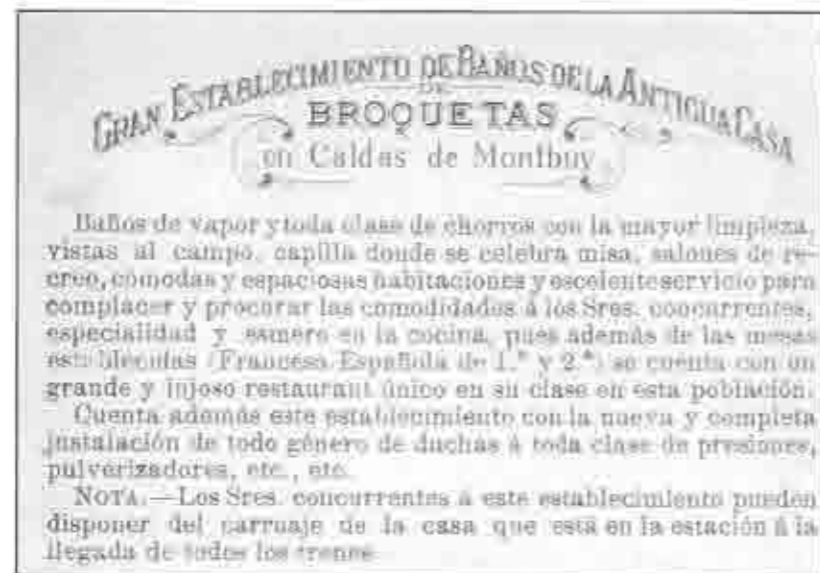 GRAN ESTABLECIMIENTO DE BAÑOS DE LA ANTIGUA CASA
DE
BROQUETAS
en Caldas de Montbuy
Baños de vapor y toda clase de chorros con la mayor limpieza,
vistas al campo, capilla donde se celebra misa, salones de re-
creo, cómodas y espaciosas habitaciones y escelente servicio para
complacer y procurar las comodidades á los Sres. concurrentes,
especialidad y esmero en la cocina, pues además de las mesas
establecidas (Francesa-Española de 1.ª y 2.ª) se cuenta con un
grande y lujoso restaurant único en su clase en esta población.
Cuenta además este establecimiento con la nueva y completa
instalación de todo género de duchas á toda clase de presiones,
pulverizadores, etc., etc.
NOTA.—Los Sres. concurrentes á este establecimiento pueden
disponer del carruaje de la casa que está en la estación á la
llegada de todos los trenes.